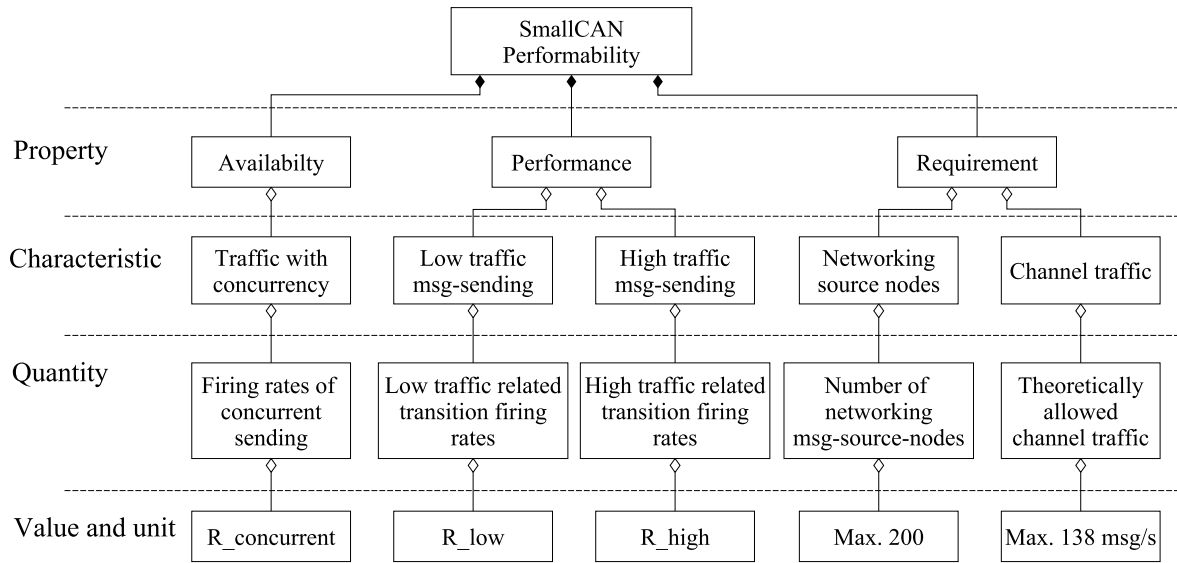 SmallCAN
Performability
Property
Availabilty
Performance
Requirement
Characteristic
Traffic with
concurrency
Low traffic
msg-sending
High traffic
msg-sending
Networking
source nodes
Channel traffic
Quantity
Firing rates of
concurrent
sending
Low traffic related
transition firing
rates
High traffic related
transition firing
rates
Number of
networking
msg-source-nodes
Theoretically
allowed
channel traffic
Value and unit
R_concurrent
R_low
R_high
Max. 200
Max. 138 msg/s